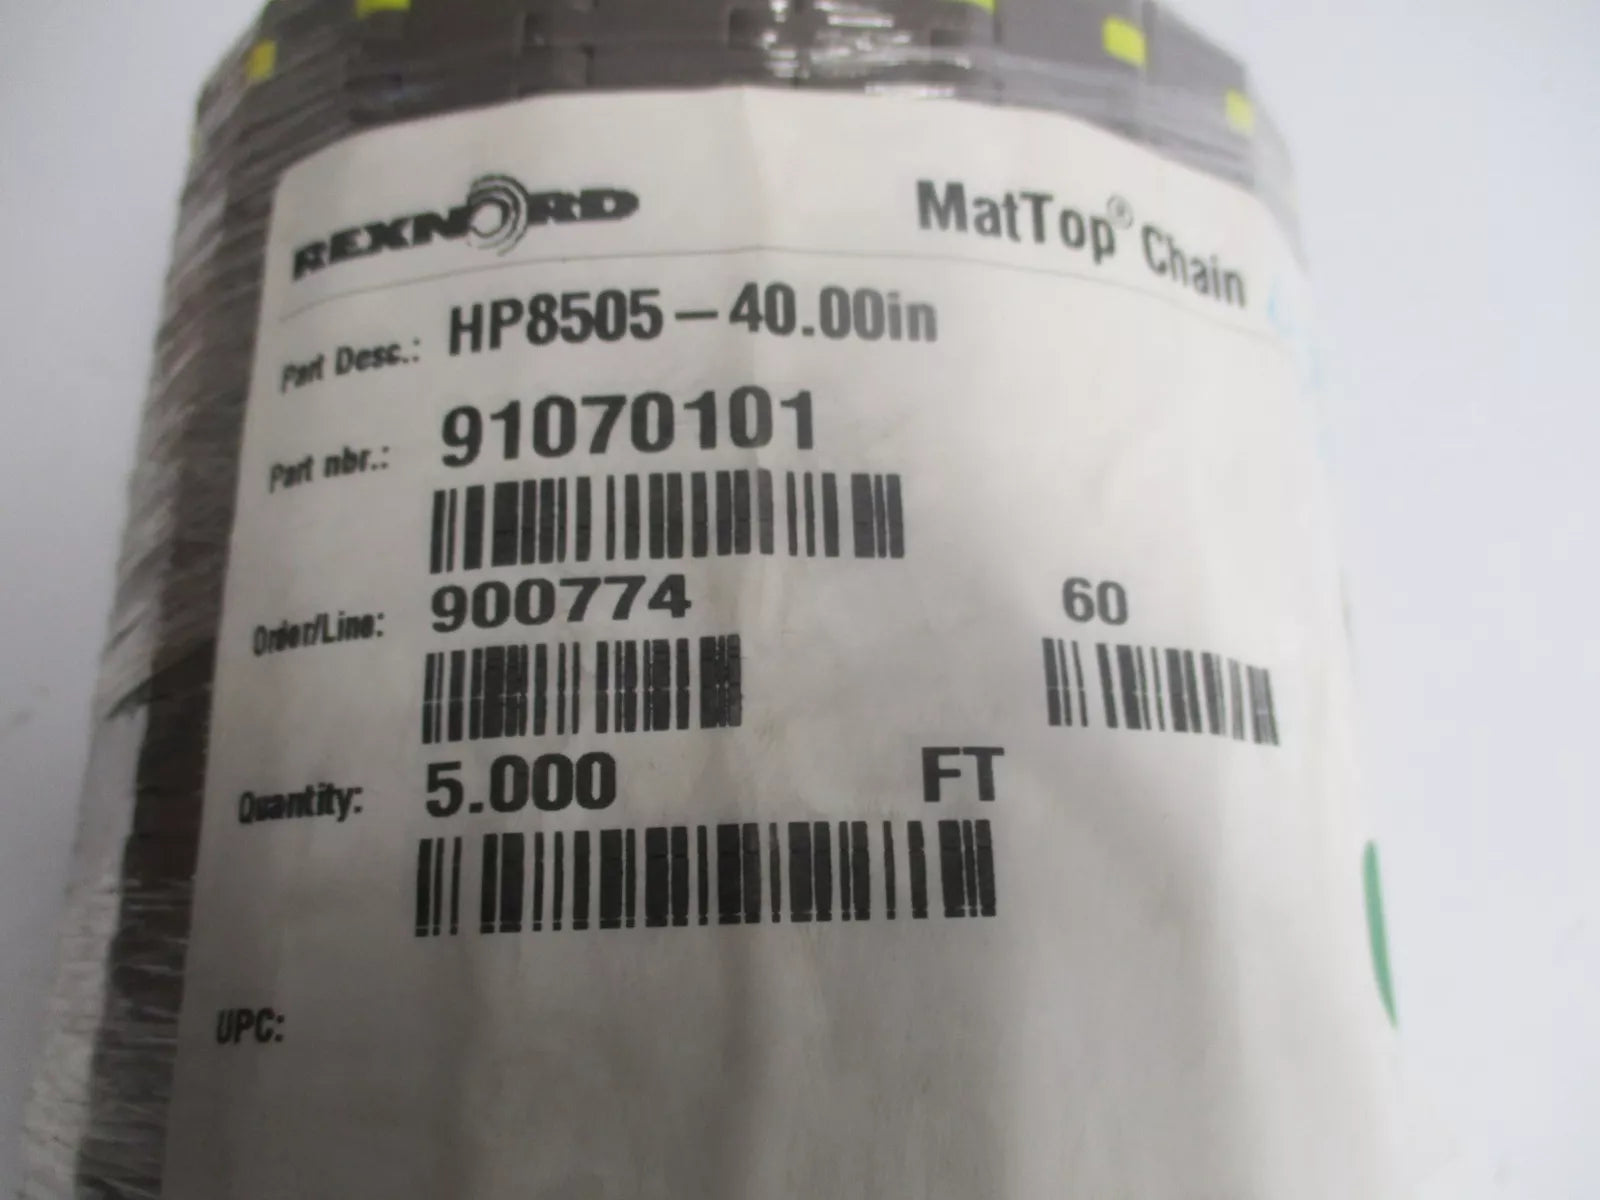 REXNORD
MatTop® Chain
Part Desc.: HP8505-40.00in
Part nbr.: 91070101
Order/Line: 900774 60
Quantity: 5.000 FT
UPC: